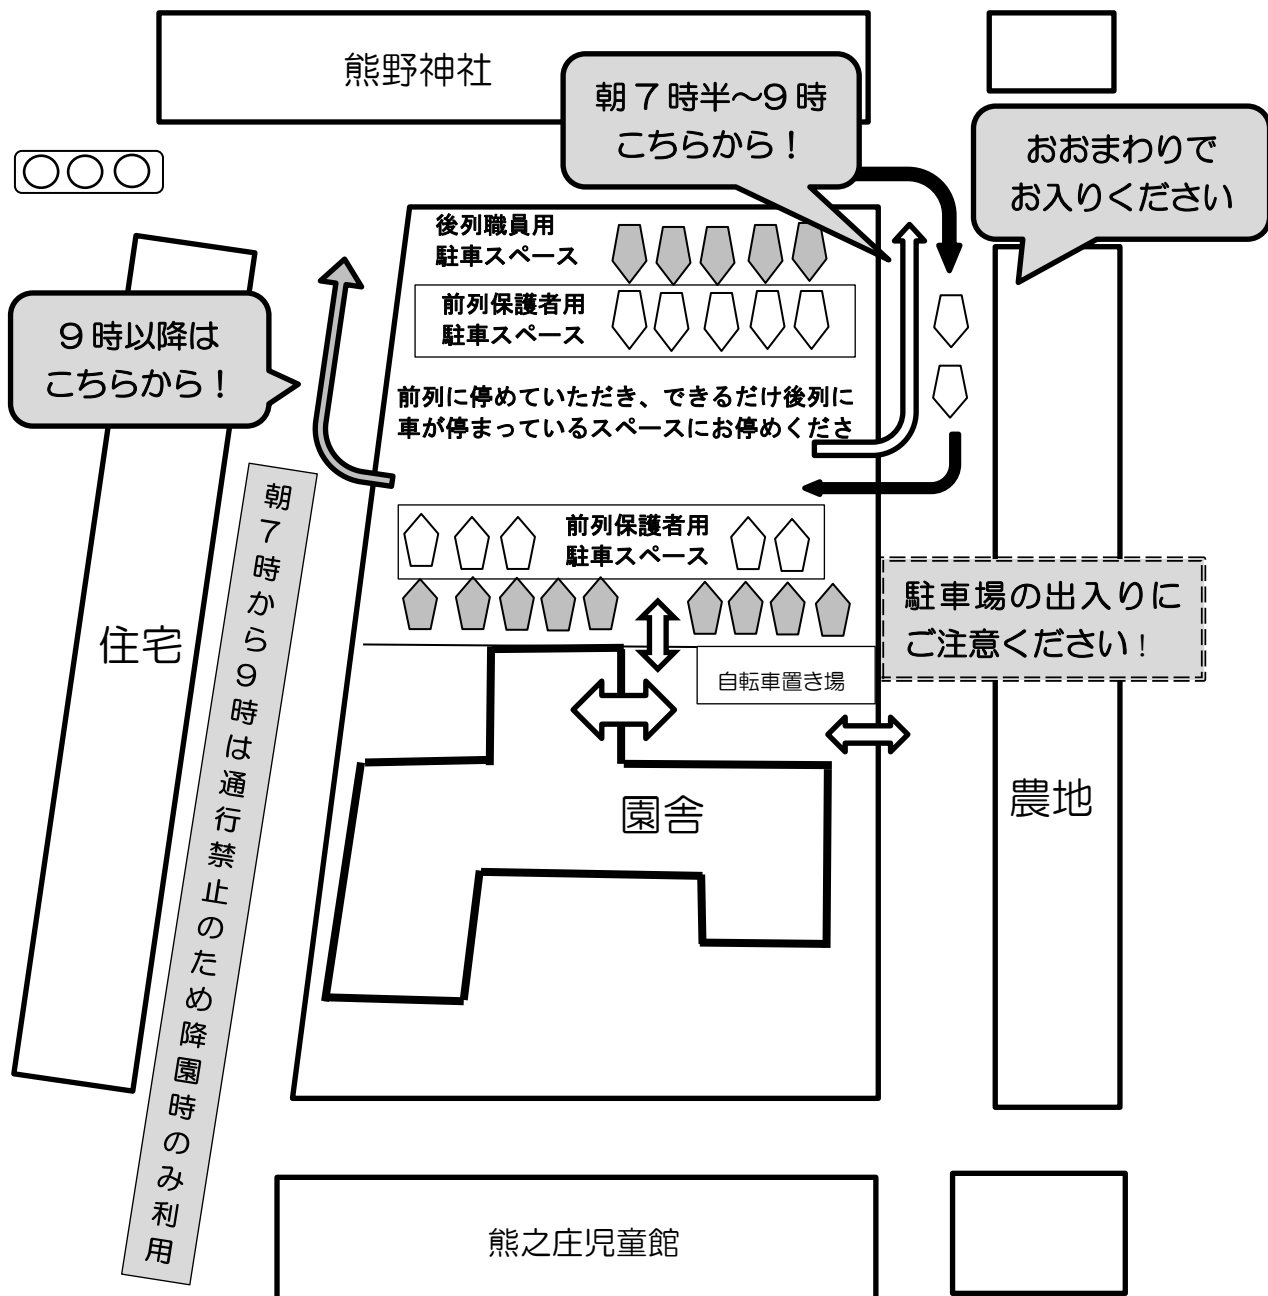 熊野神社
朝７時半～９時
こちらから！
おおまわりで
お入りください
後列職員用
駐車スペース
前列保護者用
駐車スペース
９時以降は
こちらから！
前列に停めていただき、できるだけ後列に
車が停まっているスペースにお停めくださ
朝７時から９時は通行禁止のため降園時のみ利用
前列保護者用
駐車スペース
駐車場の出入りに
ご注意ください！
住宅
自転車置き場
園舎
農地
熊之庄児童館